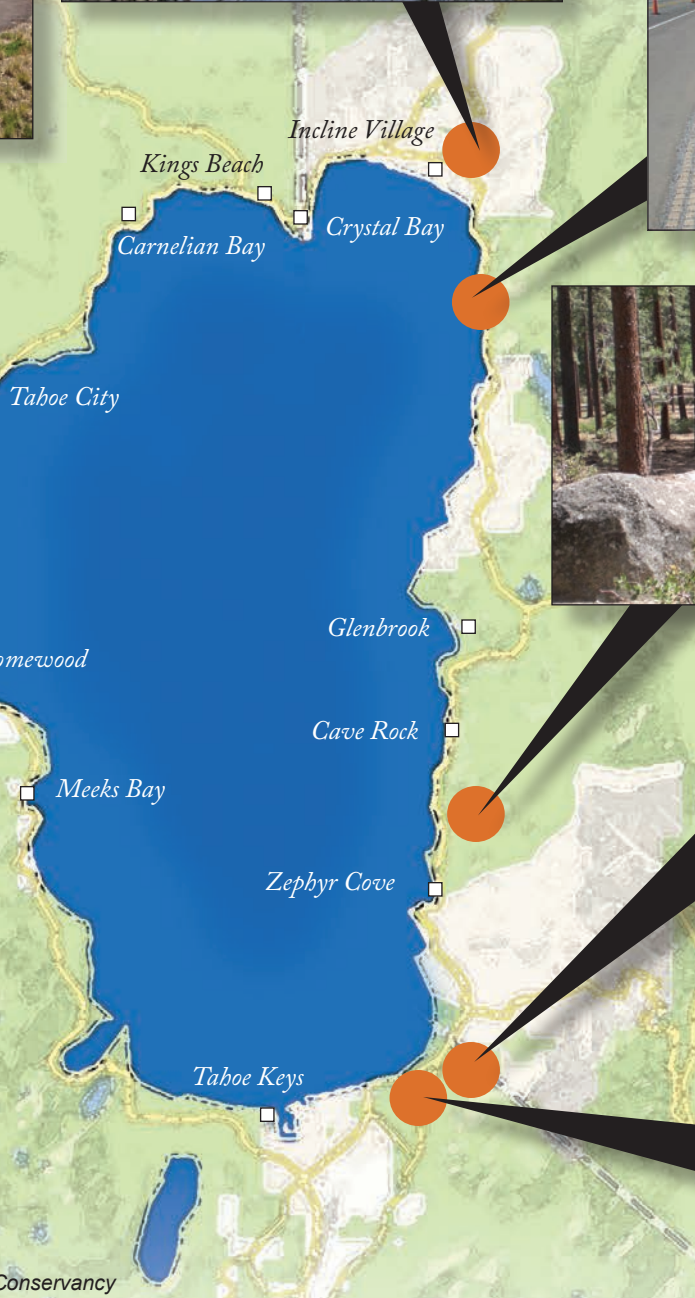 Incline Village
Kings Beach
Crystal Bay
Carnelian Bay
Tahoe City
Glenbrook
omewood
Cave Rock
Meeks Bay
Zephyr Cove
Tahoe Keys
Conservancy